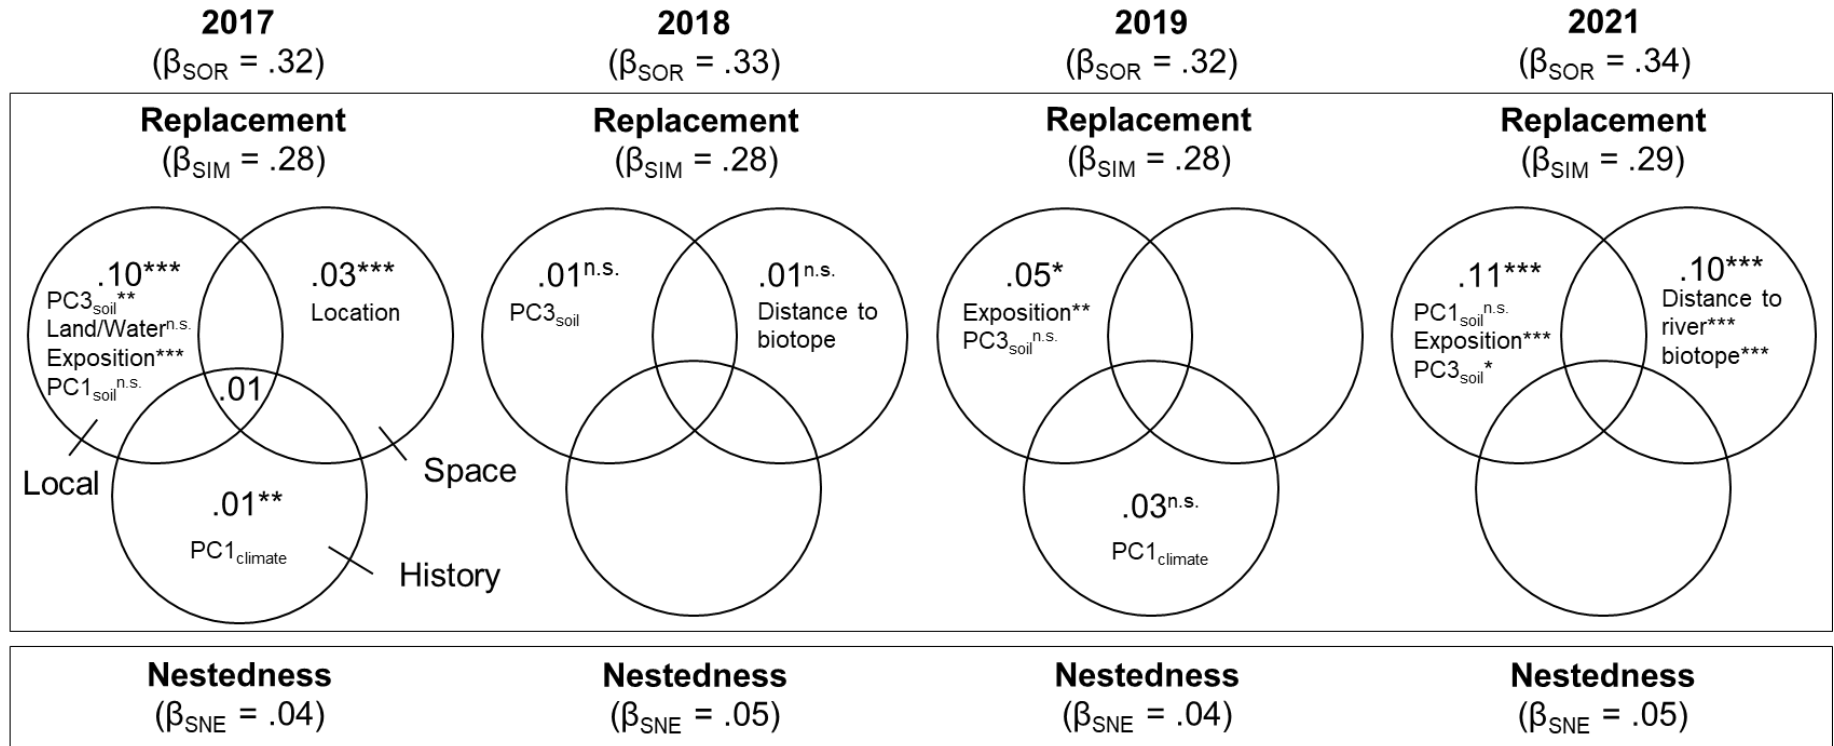 2017
(βSOR = .32)
2018
(βSOR = .33)
2019
(βSOR = .32)
2021
(βSOR = .34)
Replacement
(βSIM = .28)
.10***
PC3soil**
Land/Watern.s.
Exposition***
PC1soiln.s.
.03***
Location
.01
Local
Space
.01**
PC1climate
History
Replacement
(βSIM = .28)
.01n.s.
PC3soil
.01n.s.
Distance to
biotope
Replacement
(βSIM = .28)
.05*
Exposition**
PC3soiln.s.
.03n.s.
PC1climate
Replacement
(βSIM = .29)
.11***
PC1soiln.s.
Exposition***
PC3soil*
.10***
Distance to
river***
biotope***
Nestedness
(βSNE = .04)
Nestedness
(βSNE = .05)
Nestedness
(βSNE = .04)
Nestedness
(βSNE = .05)